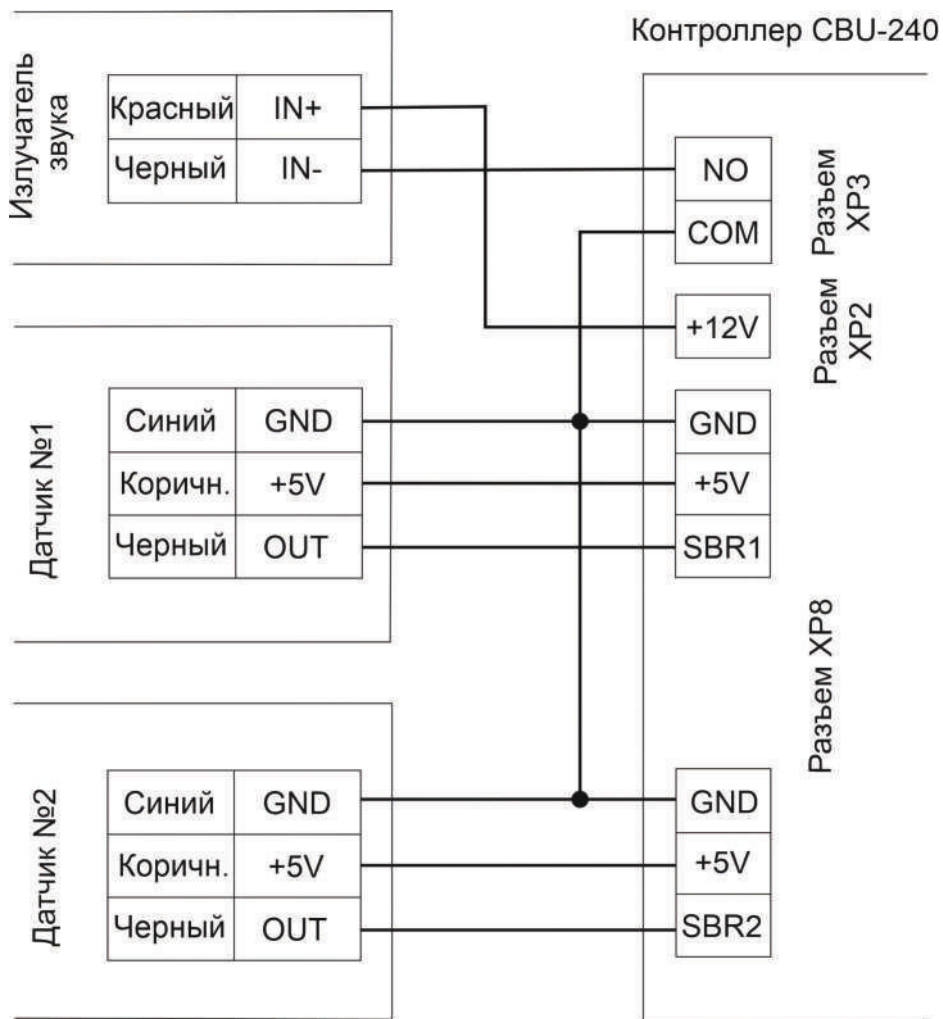 Контроллер CBU-240
Излучатель
звука
Красный IN+
Черный IN-
NO
COM
Разъем
XP3
+12V
Разъем
XP2
Датчик №1
Синий GND
Коричн. +5V
Черный OUT
GND
+5V
SBR1
Разъем XP8
Датчик №2
Синий GND
Коричн. +5V
Черный OUT
GND
+5V
SBR2